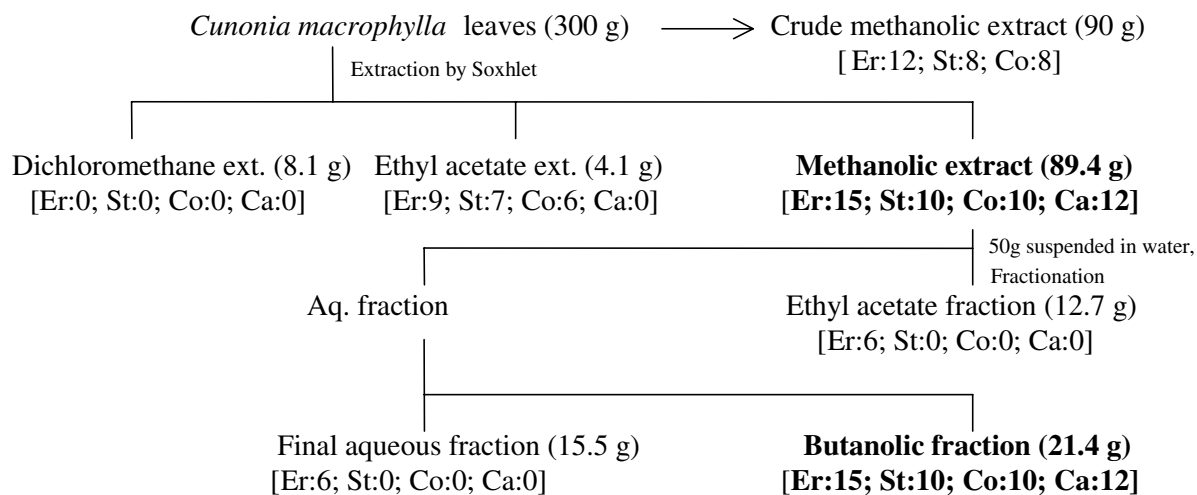 Cunonia macrophylla leaves (300 g)
Crude methanolic extract (90 g)
[Er:12; St:8; Co:8]
Extraction by Soxhlet
Dichloromethane ext. (8.1 g)
[Er:0; St:0; Co:0; Ca:0]
Ethyl acetate ext. (4.1 g)
[Er:9; St:7; Co:6; Ca:0]
Methanolic extract (89.4 g)
[Er:15; St:10; Co:10; Ca:12]
50g suspended in water,
Fractionation
Aq. fraction
Ethyl acetate fraction (12.7 g)
[Er:6; St:0; Co:0; Ca:0]
Final aqueous fraction (15.5 g)
[Er:6; St:0; Co:0; Ca:0]
Butanolic fraction (21.4 g)
[Er:15; St:10; Co:10; Ca:12]